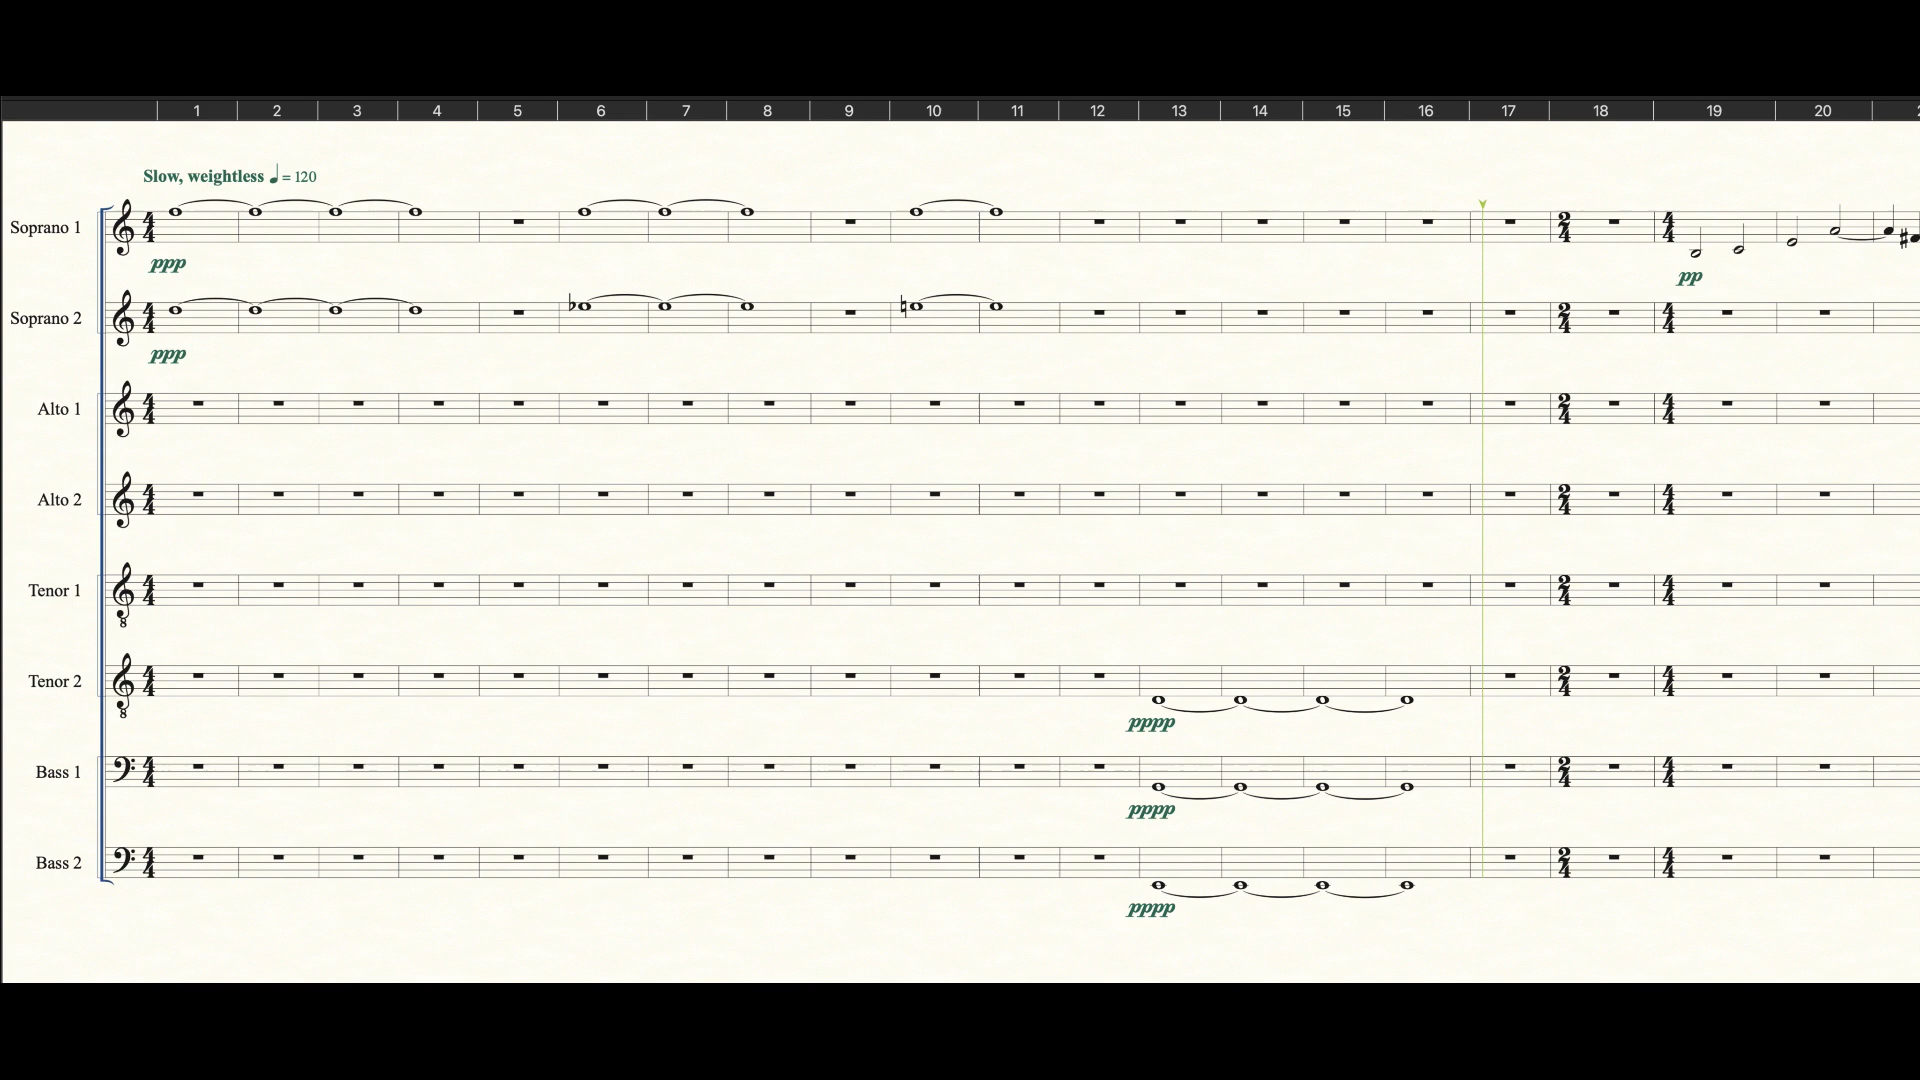 1 2 3 4 5 6 7 8 9 10 11 12 13 14 15 16 17 18 19 20
Slow, weightless ♩= 120
Soprano 1
ppp
pp
Soprano 2
ppp
Alto 1
Alto 2
Tenor 1
Tenor 2
pppp
Bass 1
pppp
Bass 2
pppp